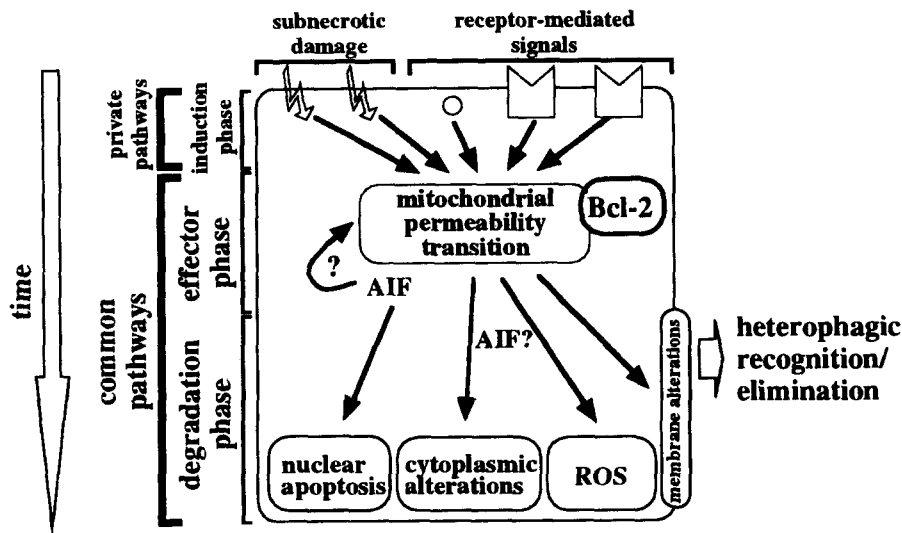 subnecrotic
damage
receptor-mediated
signals
time
private
pathways
induction
phase
common
pathways
effector
phase
degradation
phase
mitochondrial
permeability
transition
Bcl-2
?
AIF
AIF?
nuclear
apoptosis
cytoplasmic
alterations
ROS
membrane alterations
heterophagic
recognition/
elimination